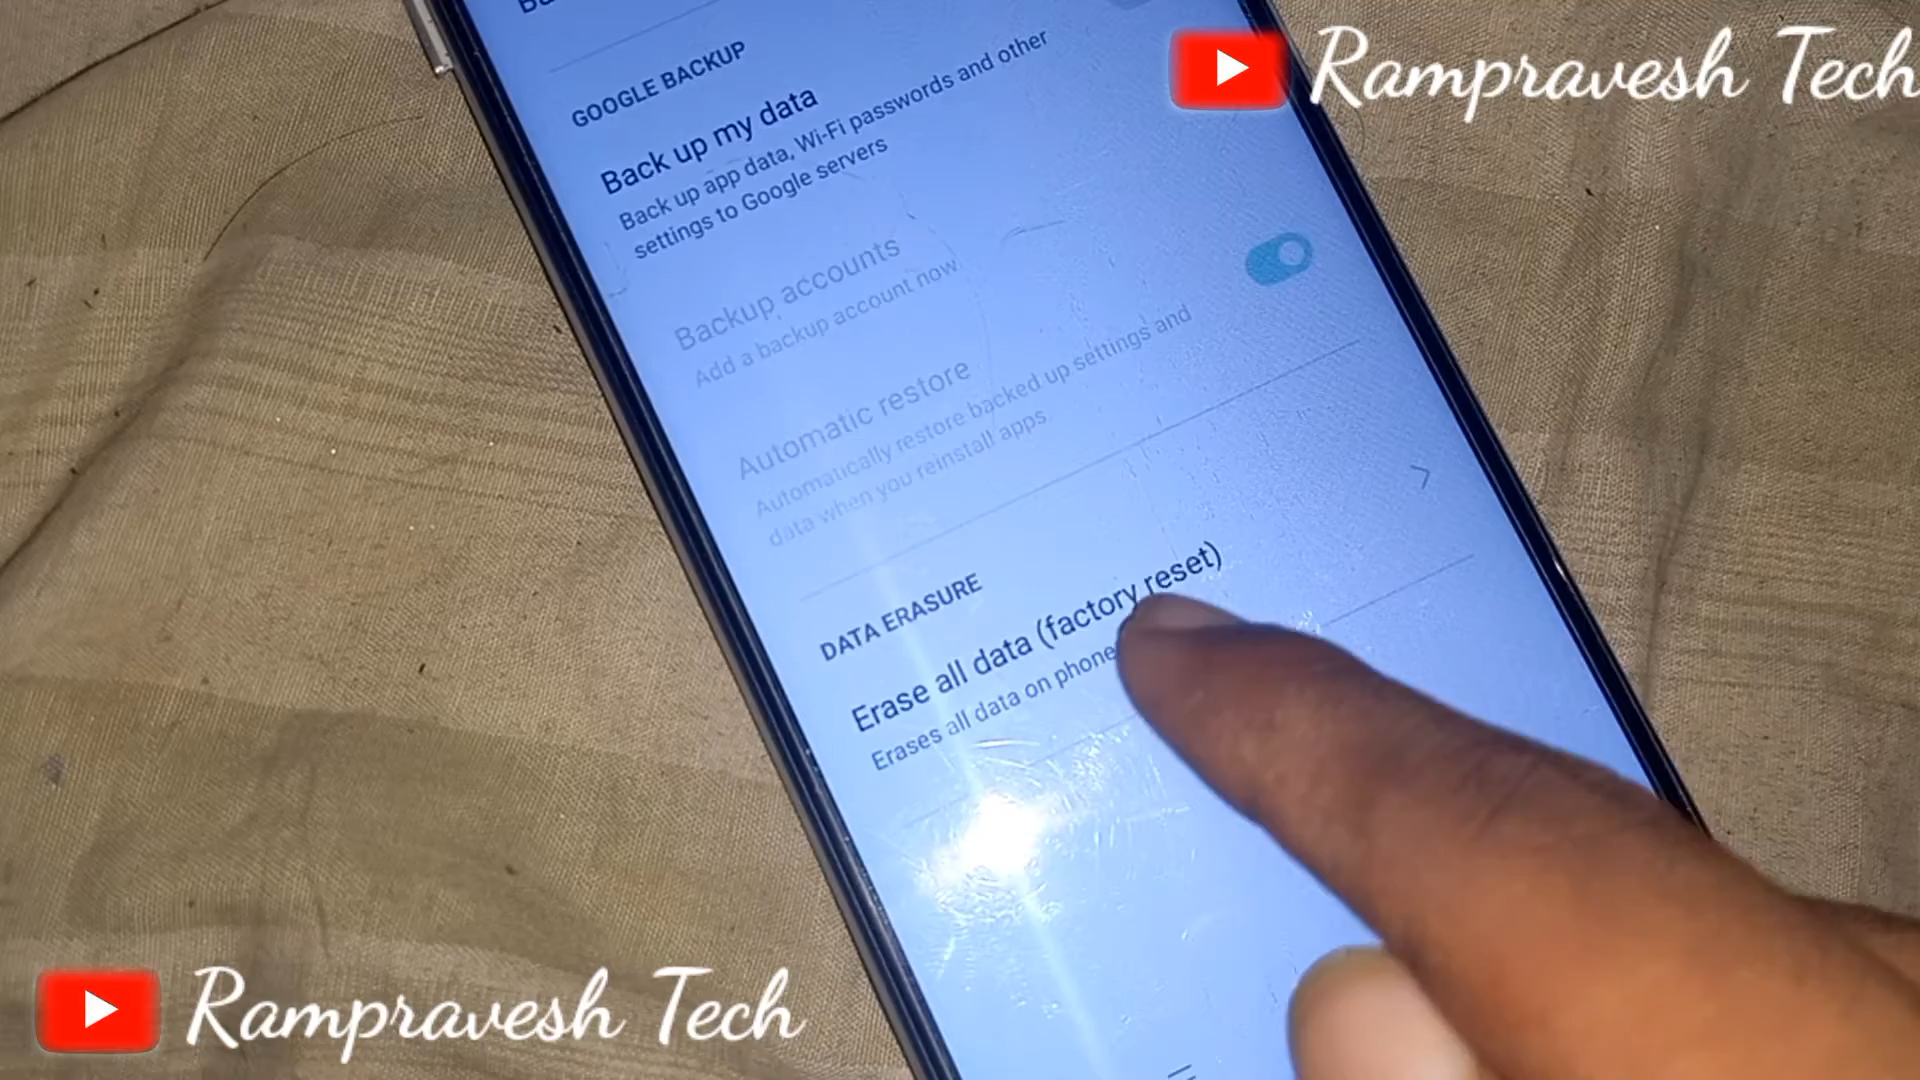 Rampravesh Tech
GOOGLE BACKUP
Back up my data
Back up app data, Wi-Fi passwords and other
settings to Google servers
Backup accounts
Add a backup account now
Automatic restore
Automatically restore backed up settings and
data when you reinstall apps.
DATA ERASURE
Erase all data (factory reset)
Erases all data on phone
Rampravesh Tech